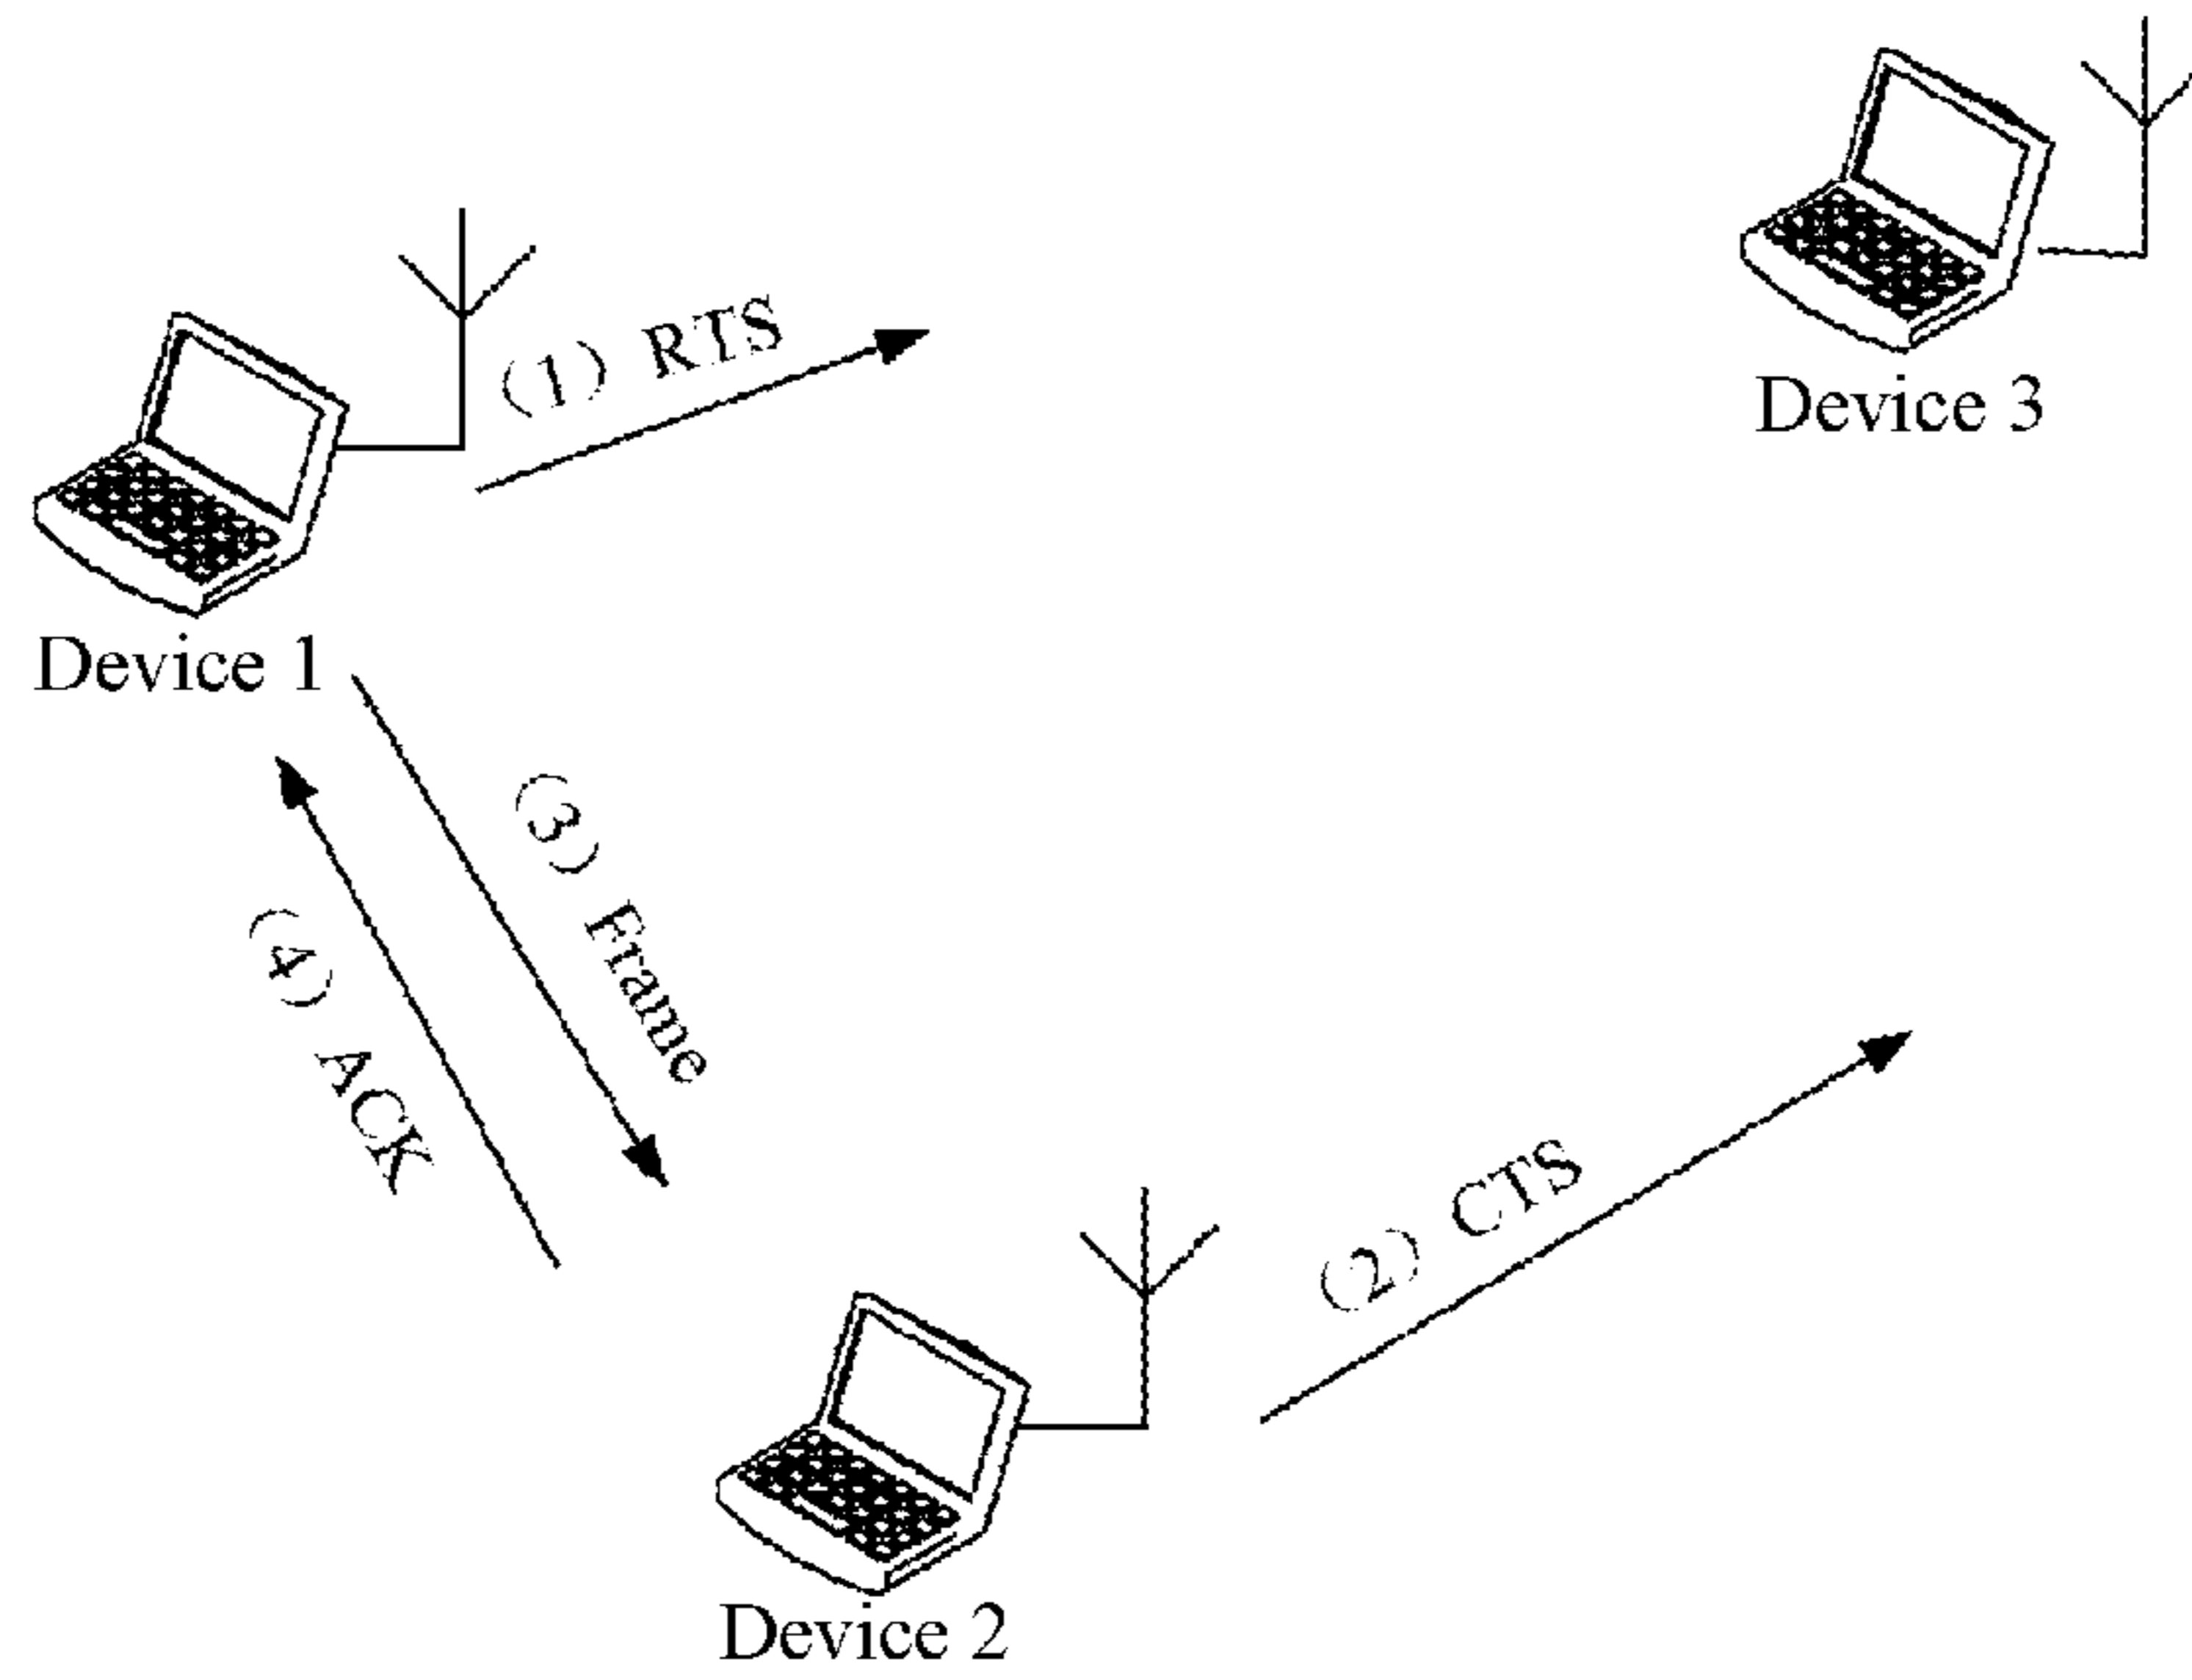 (1) RTS
Device 3
Device 1
(3) Frame
(4) ACK
(2) CTS
Device 2